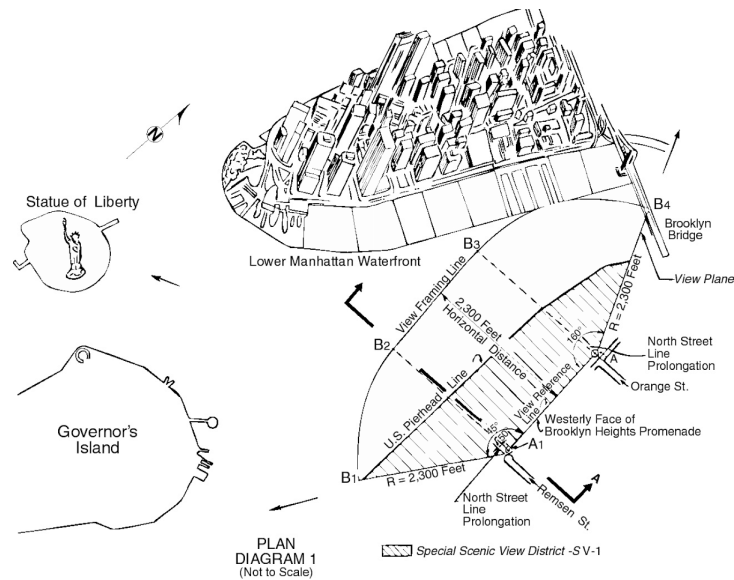 N
Statue of Liberty
Lower Manhattan Waterfront
B4
Brooklyn
Bridge
View Plane
B3
View Framing Line
2,300 Feet
Horizontal Distance
R = 2,300 Feet
B2
160°
A
North Street
Line
Prolongation
Orange St.
U.S. Pierhead Line
View Reference
Line
Governor's
Island
45°
Westerly Face of
Brooklyn Heights Promenade
A1
B1
R = 2,300 Feet
North Street
Line
Prolongation
Remsen St.
A
PLAN
DIAGRAM 1
(Not to Scale)
Special Scenic View District -SV-1